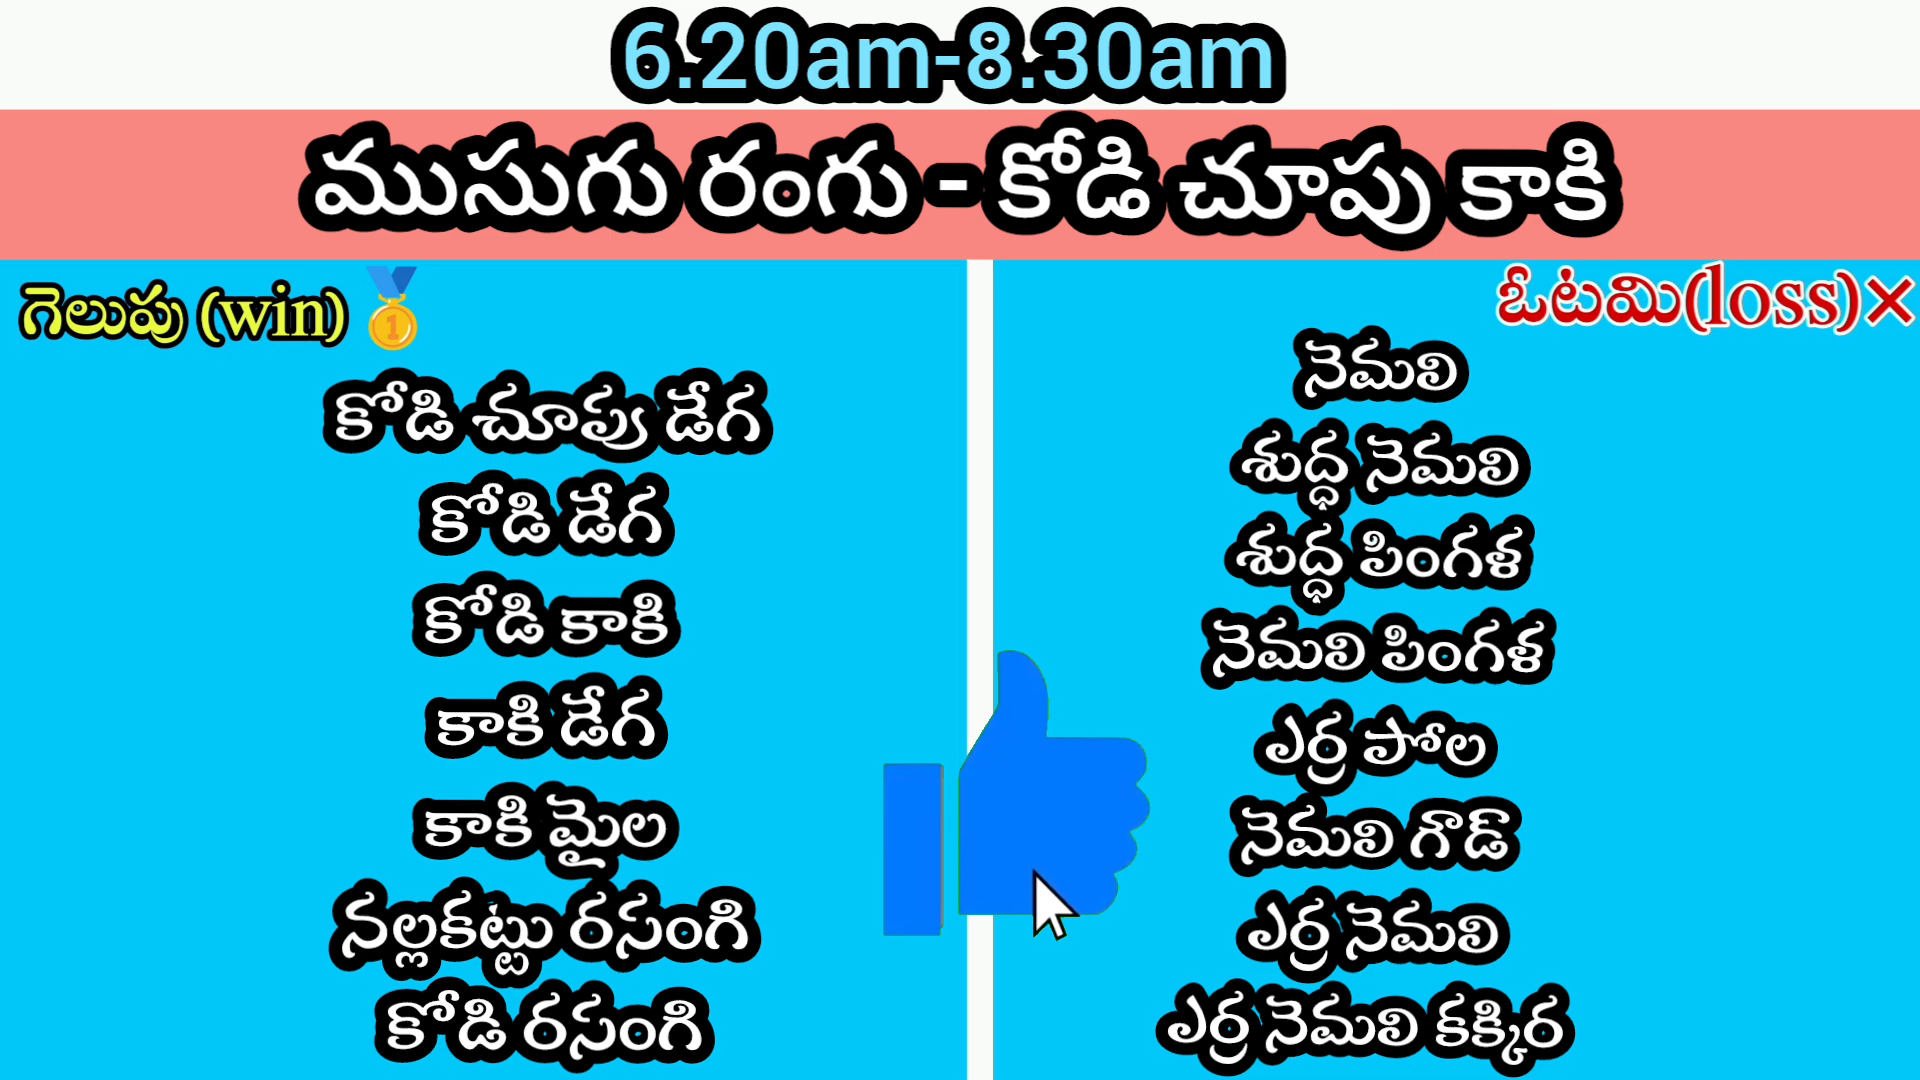 6.20am-8.30am
ముసుగు రంగు - కోడి చూపు కాకి
గెలుపు (win)
కోడి చూపు డేగ
కోడి డేగ
కోడి కాకి
కాకి డేగ
కాకి మైల
నల్లకట్టు రసంగి
కోడి రసంగి
ఓటమి(loss)×
నెమలి
శుద్ధ నెమలి
శుద్ధ పింగళ
నెమలి పింగళ
ఎర్ర పోల
నెమలి గౌడ్
ఎర్ర నెమలి
ఎర్ర నెమలి కక్కిర